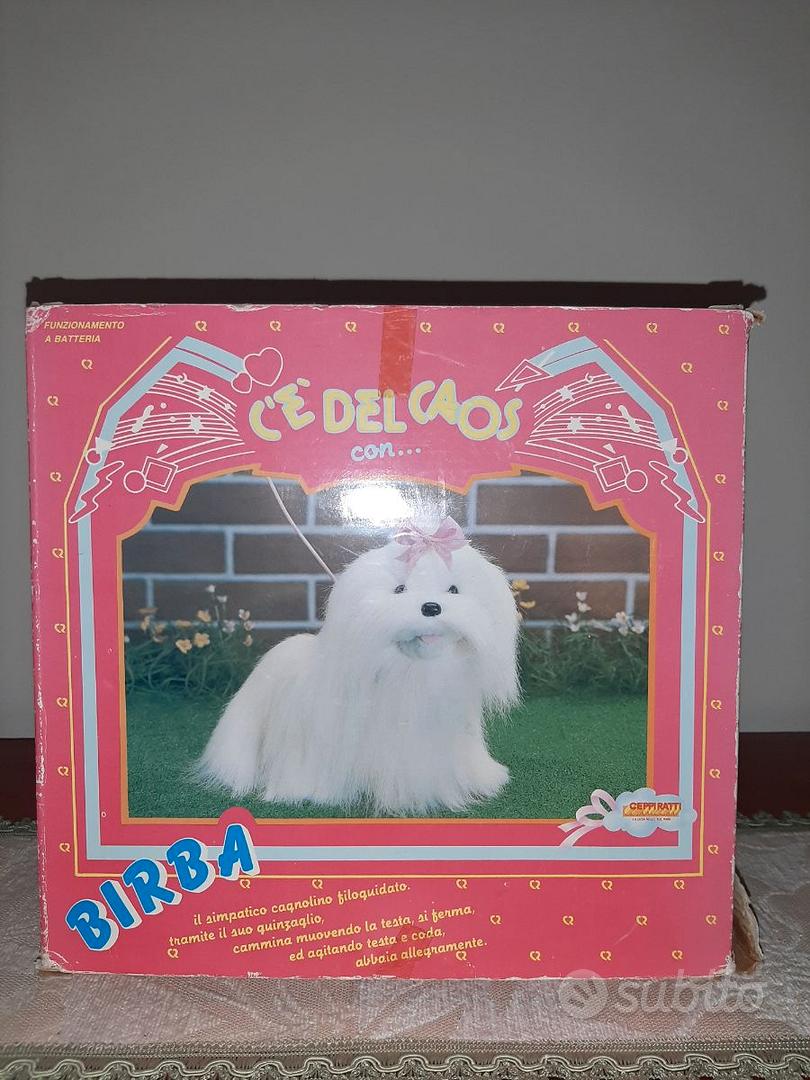 FUNZIONAMENTO
A BATTERIA
C'È DEL CAOS
con...
CEPPI RATTI
BIRBA
il simpatico cagnolino filoguidato.
tramite il suo quinzaglio,
cammina muovendo la testa, si ferma,
ed agitando testa e coda,
abbaia allegramente.
subito